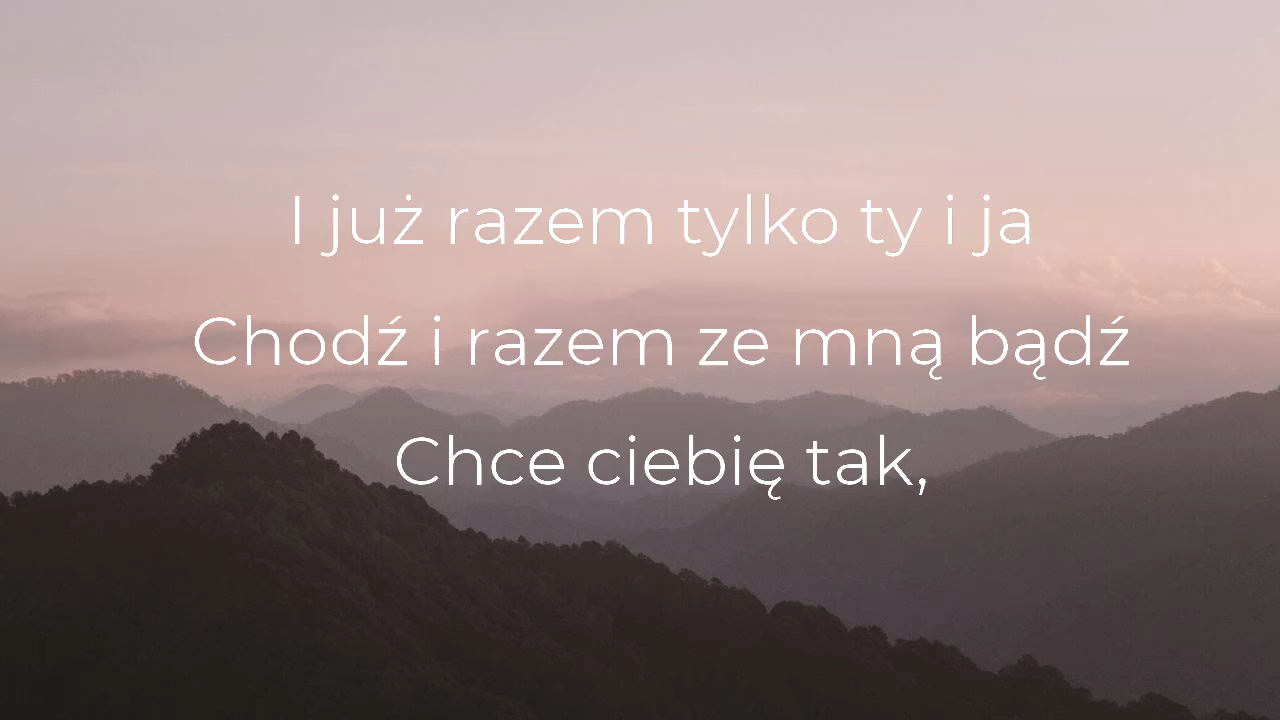 I już razem tylko ty i ja
Chodź i razem ze mną bądź
Chce ciebię tak,